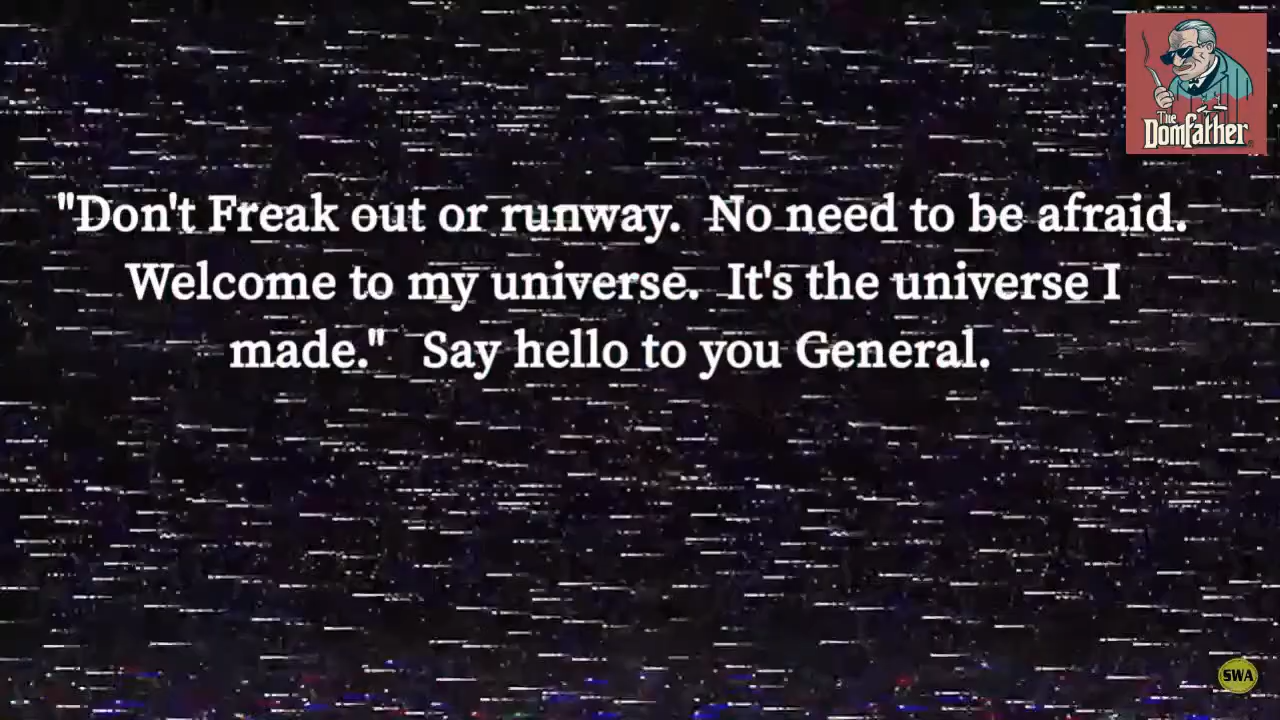 The
Domfather
"Don't Freak out or runway.  No need to be afraid.
Welcome to my universe.  It's the universe I
made."  Say hello to you General.
SWA